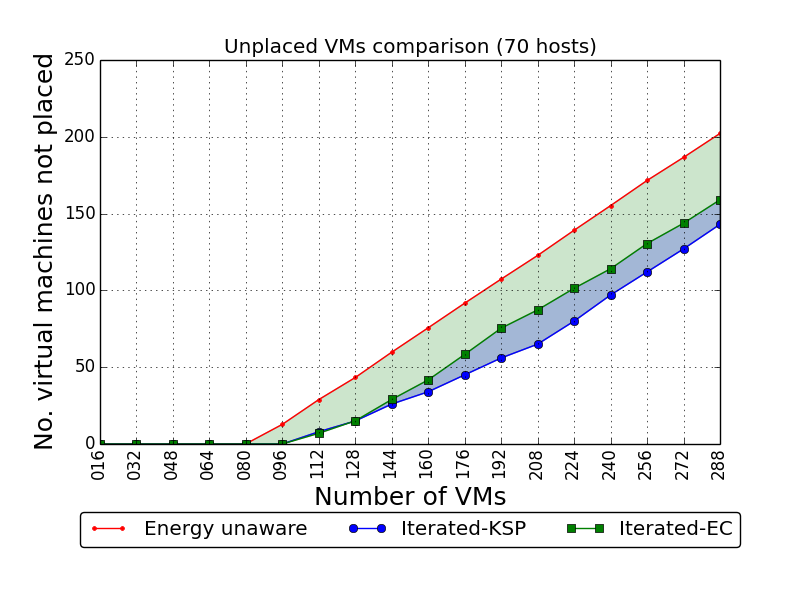 Unplaced VMs comparison (70 hosts)
No. virtual machines not placed
250
200
150
100
50
0
016 032 048 064 080 096 112 128 144 160 176 192 208 224 240 256 272 288
Number of VMs
Energy unaware Iterated-KSP Iterated-EC